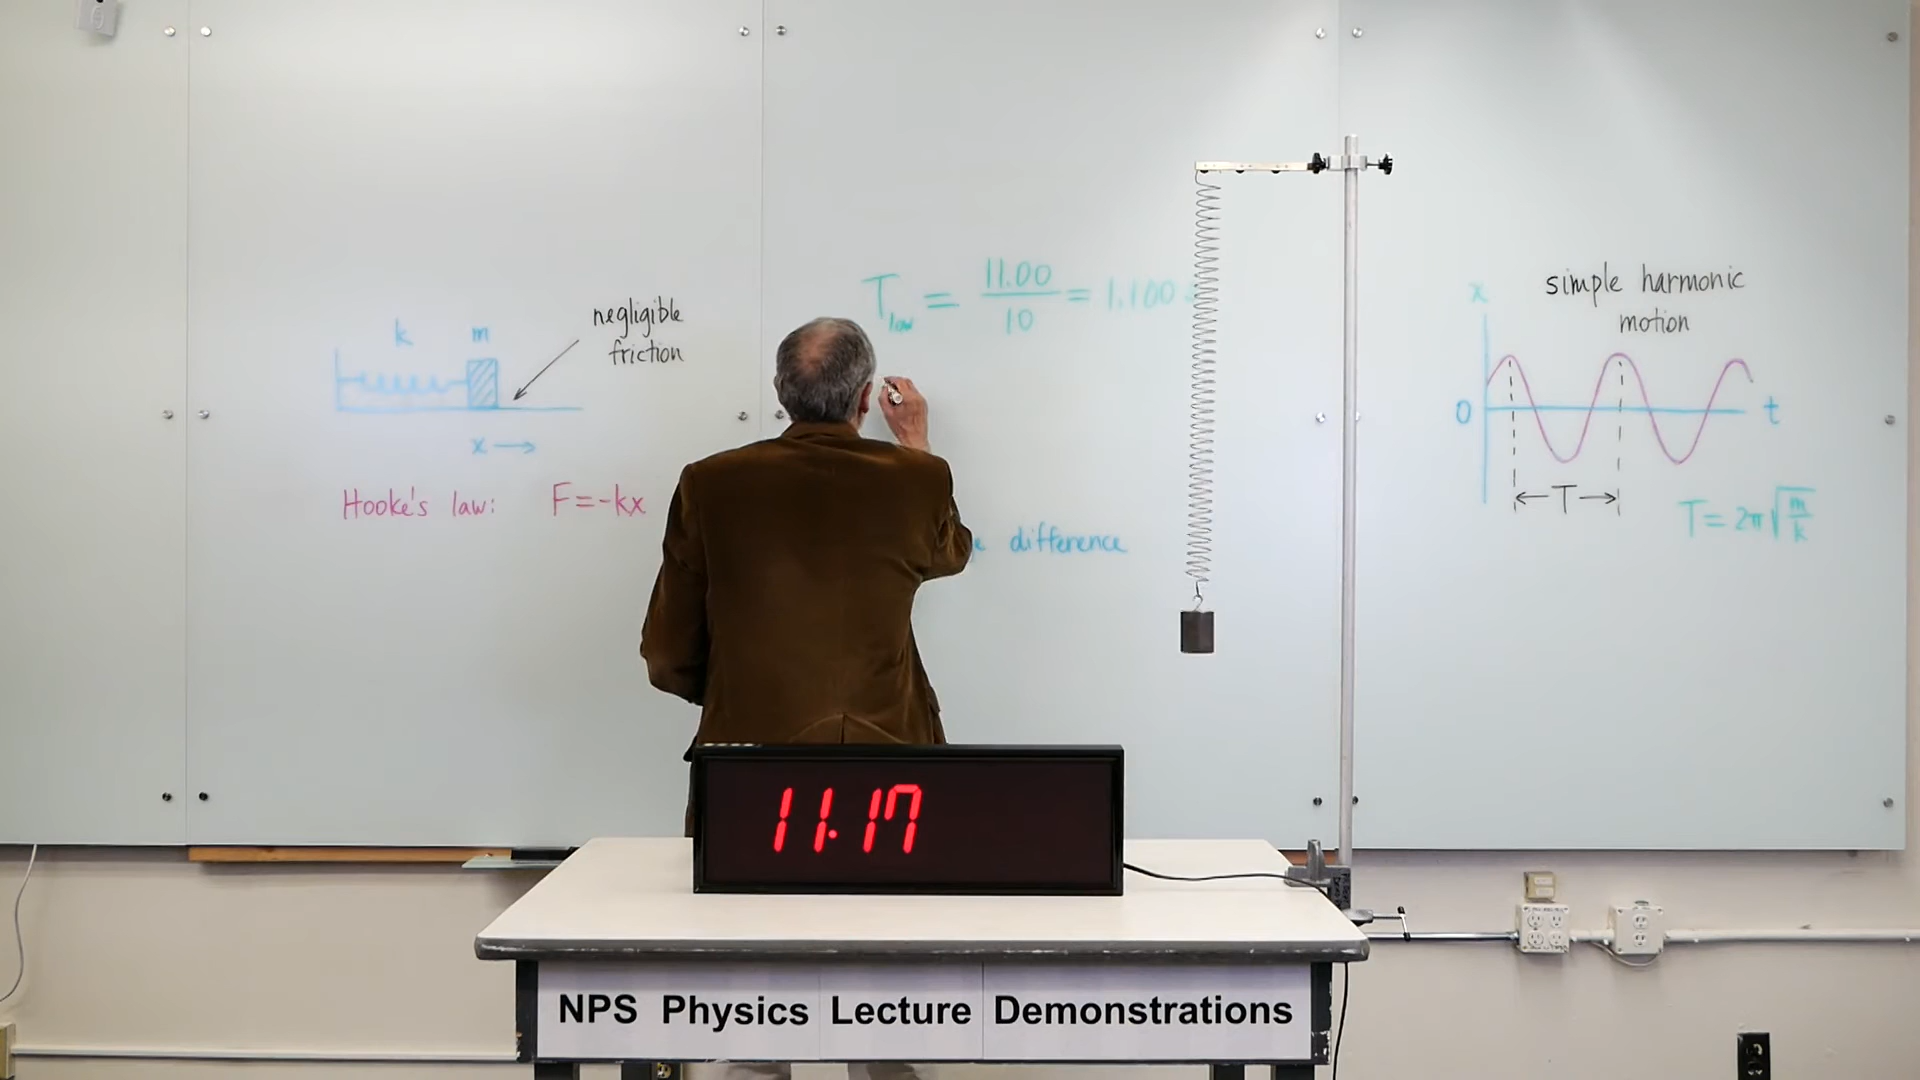 k m
negligible
friction
x →
Hooke's law: F=-kx
T low = 11.00/10 = 1.100
difference
simple harmonic
motion
x
0
t
←T→
T=2π√m/k
11.17
NPS Physics Lecture Demonstrations